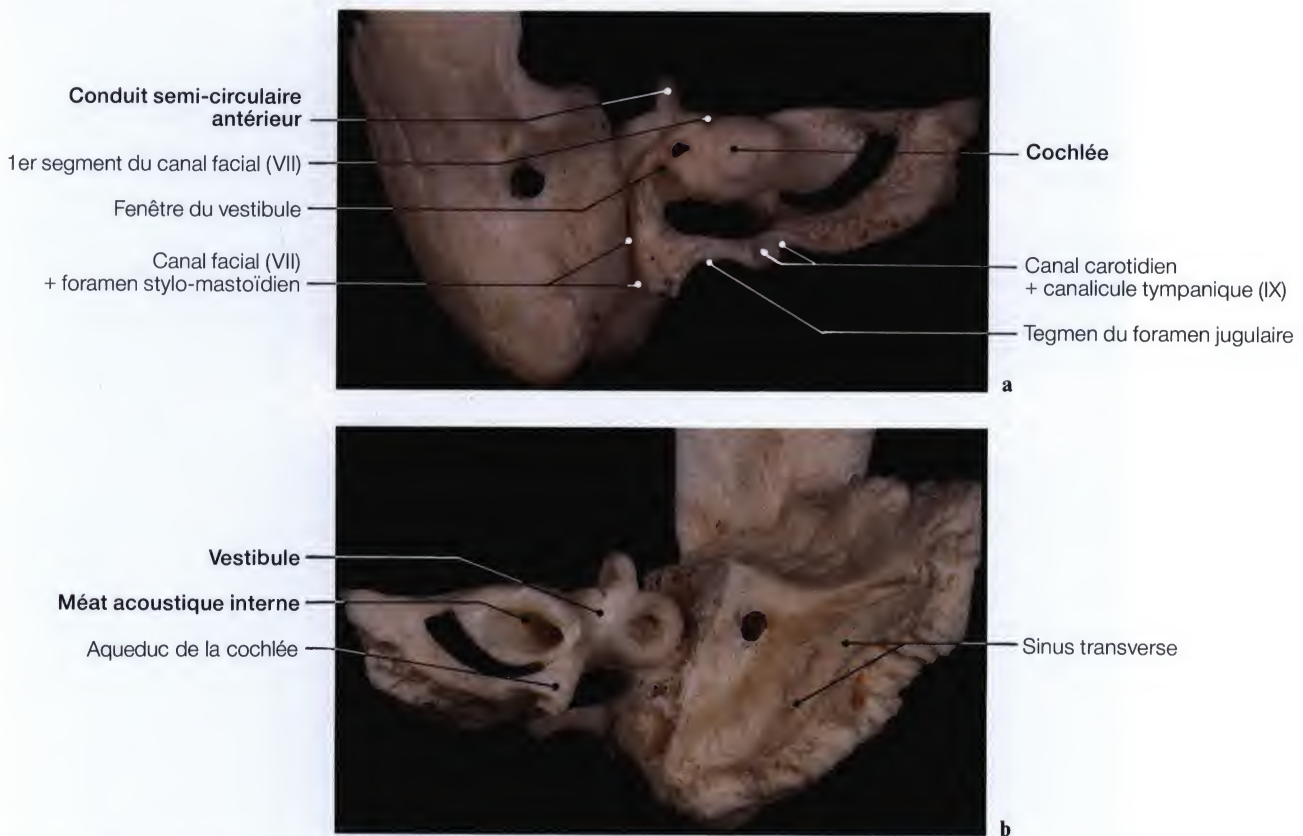 Conduit semi-circulaire
antérieur
1er segment du canal facial (VII)
Fenêtre du vestibule
Canal facial (VII)
+ foramen stylo-mastoïdien
Cochlée
Canal carotidien
+ canalicule tympanique (IX)
Tegmen du foramen jugulaire
a
Vestibule
Méat acoustique interne
Aqueduc de la cochlée
Sinus transverse
b